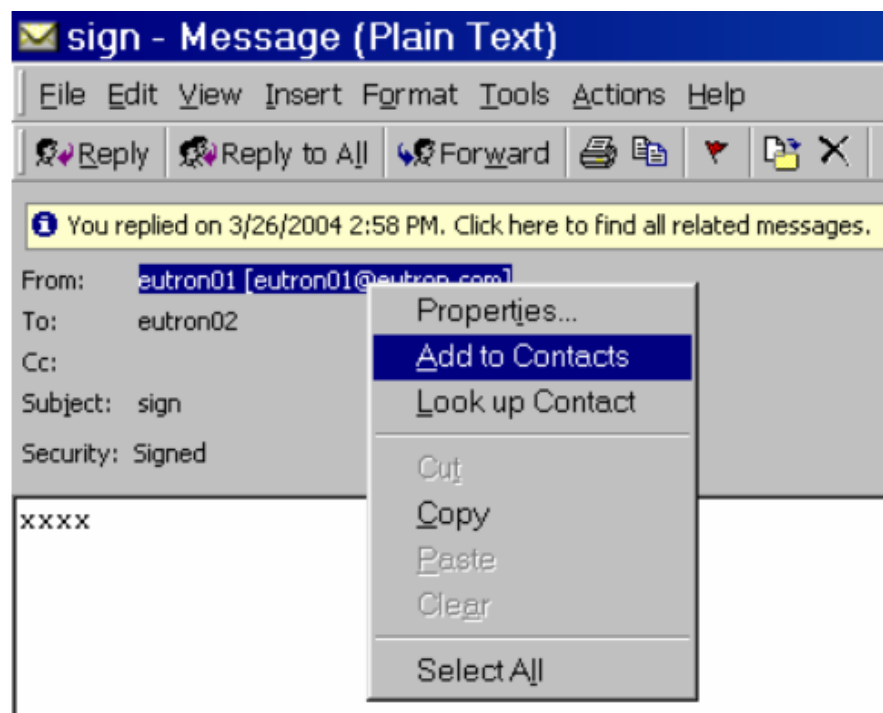 sign - Message (Plain Text)
File Edit View Insert Format Tools Actions Help
Reply Reply to All Forward
You replied on 3/26/2004 2:58 PM. Click here to find all related messages.
From: eutron01 [eutron01@eutron.com]
To: eutron02
Cc:
Subject: sign
Security: Signed
xxxx
Properties...
Add to Contacts
Look up Contact
Cut
Copy
Paste
Clear
Select All